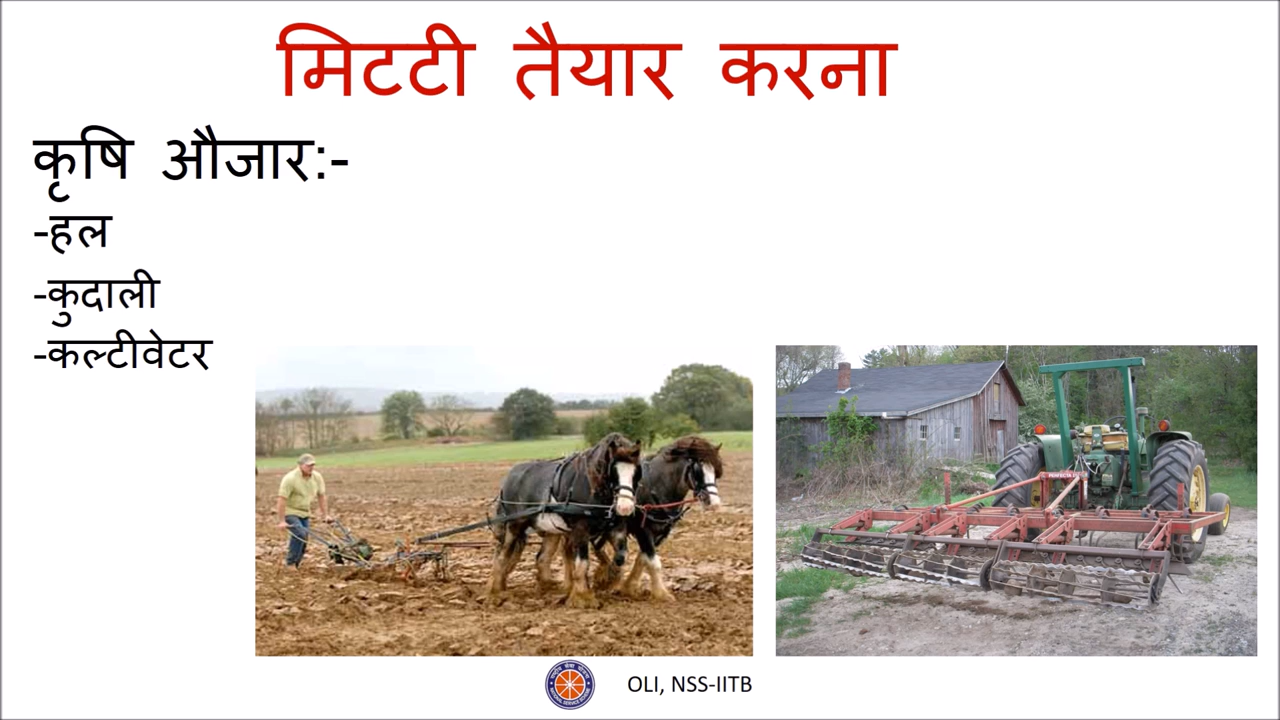 मिटटी तैयार करना
कृषि औजार:-
-हल
-कुदाली
-कल्टीवेटर
OLI, NSS-IITB